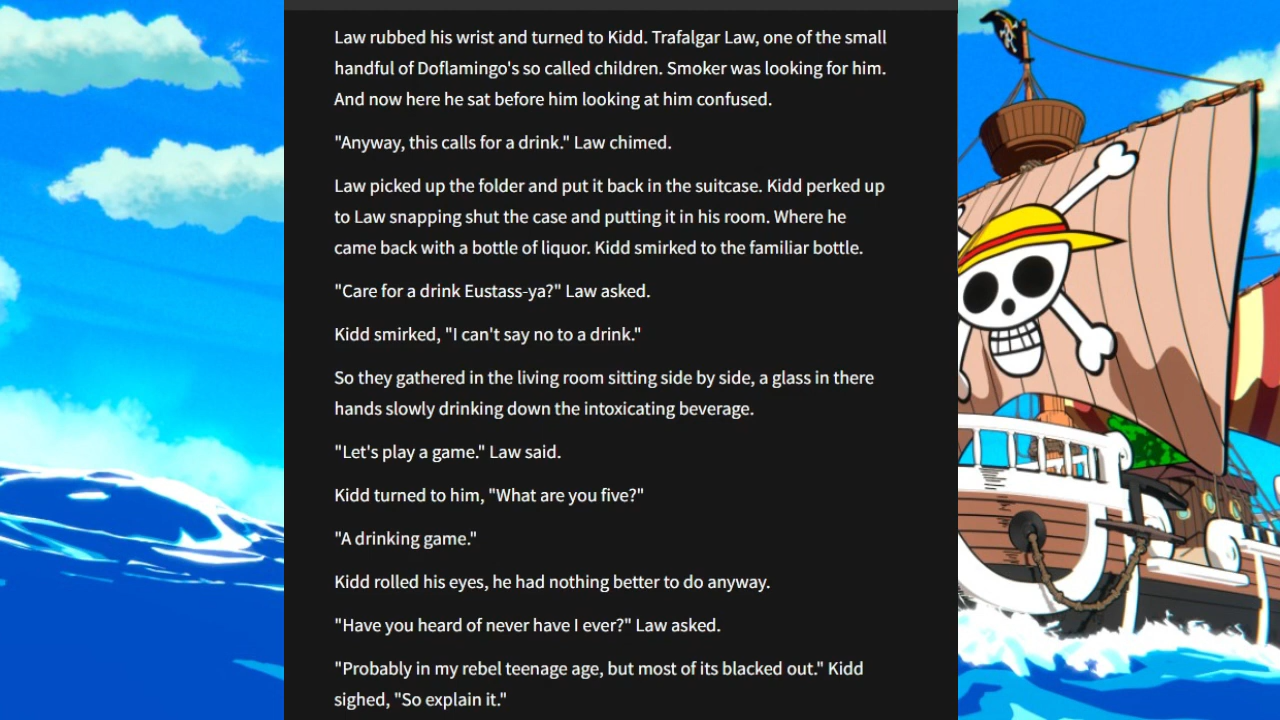 Law rubbed his wrist and turned to Kidd. Trafalgar Law, one of the small
handful of Doflamingo's so called children. Smoker was looking for him.
And now here he sat before him looking at him confused.
"Anyway, this calls for a drink." Law chimed.
Law picked up the folder and put it back in the suitcase. Kidd perked up
to Law snapping shut the case and putting it in his room. Where he
came back with a bottle of liquor. Kidd smirked to the familiar bottle.
"Care for a drink Eustass-ya?" Law asked.
Kidd smirked, "I can't say no to a drink."
So they gathered in the living room sitting side by side, a glass in there
hands slowly drinking down the intoxicating beverage.
"Let's play a game." Law said.
Kidd turned to him, "What are you five?"
"A drinking game."
Kidd rolled his eyes, he had nothing better to do anyway.
"Have you heard of never have I ever?" Law asked.
"Probably in my rebel teenage age, but most of its blacked out." Kidd
sighed, "So explain it."